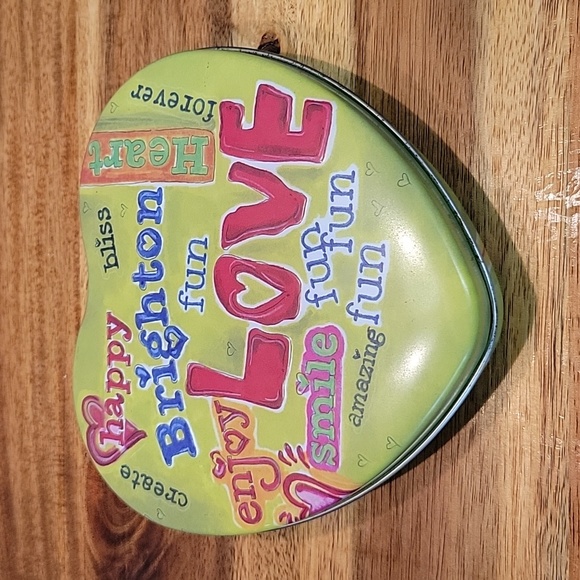 happy
bliss
Heart
forever
create
Brighton
fun
LOVE
enjoy
smile
fun
fun
amazing
fun